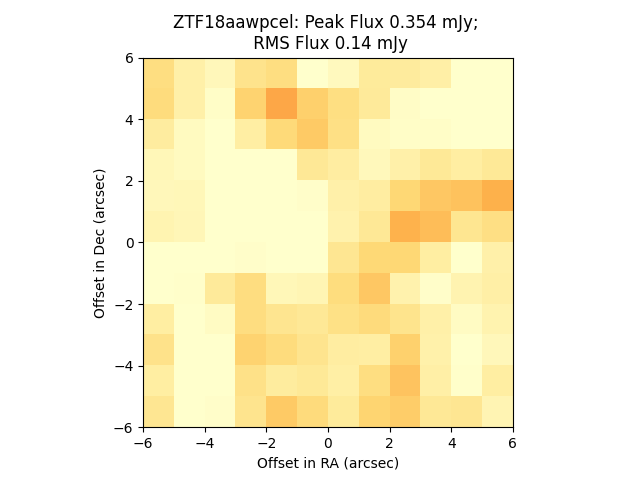 ZTF18aawpcel: Peak Flux 0.354 mJy;
RMS Flux 0.14 mJy
6
4
2
0
−2
−4
−6
Offset in Dec (arcsec)
−6 −4 −2 0 2 4 6
Offset in RA (arcsec)